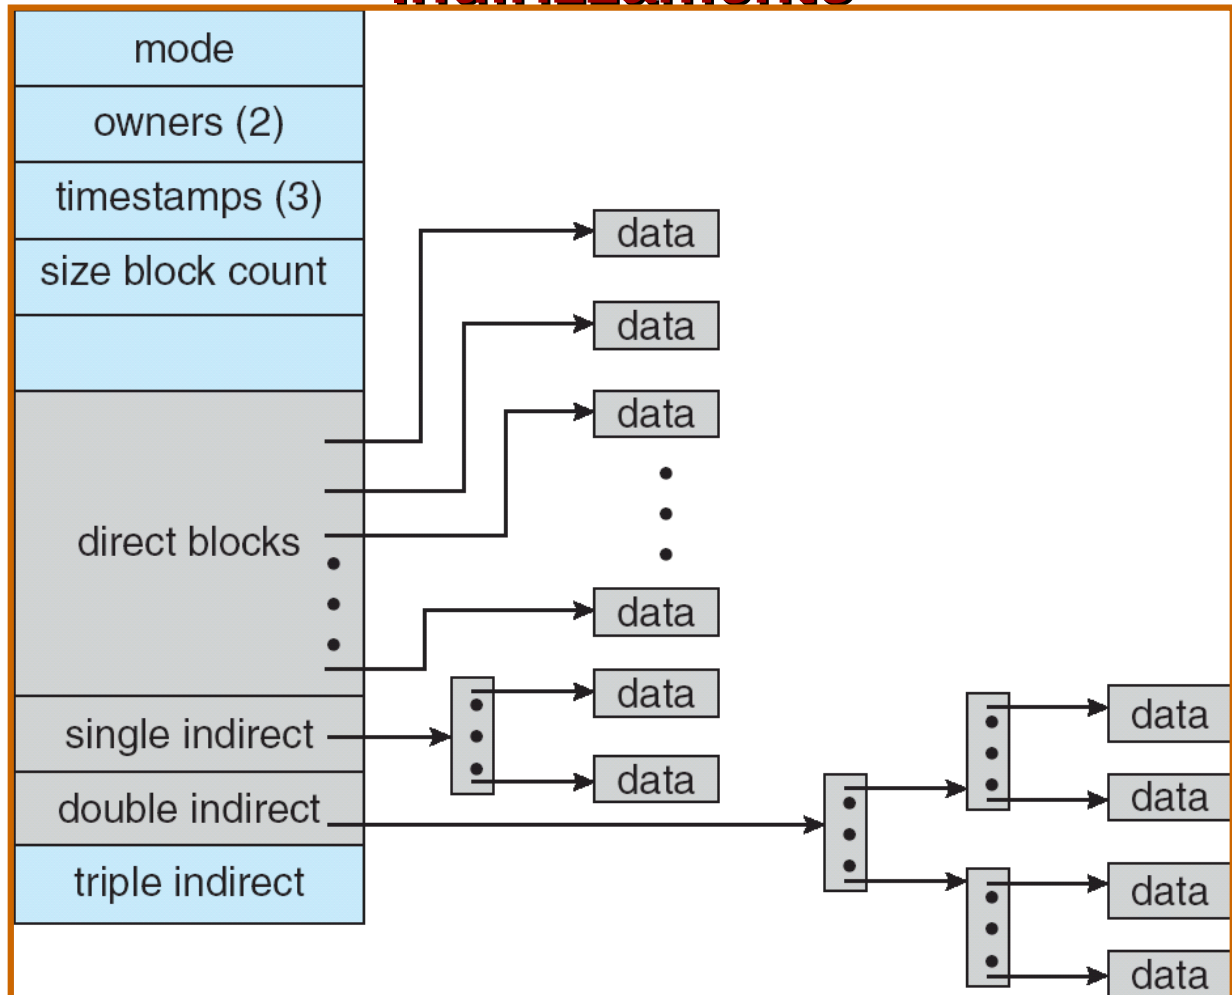 mode
owners (2)
timestamps (3)
size block count
direct blocks
single indirect
double indirect
triple indirect
data
data
data
data
data
data
data
data
data
data